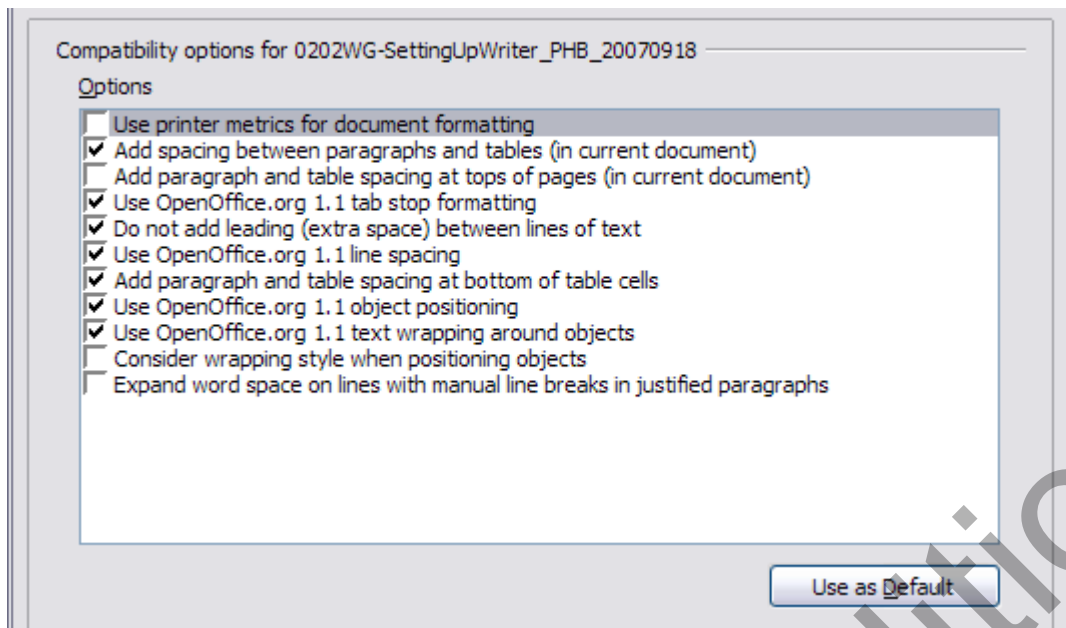 Compatibility options for 0202WG-SettingUpWriter_PHB_20070918
Options
Use printer metrics for document formatting
Add spacing between paragraphs and tables (in current document)
Add paragraph and table spacing at tops of pages (in current document)
Use OpenOffice.org 1.1 tab stop formatting
Do not add leading (extra space) between lines of text
Use OpenOffice.org 1.1 line spacing
Add paragraph and table spacing at bottom of table cells
Use OpenOffice.org 1.1 object positioning
Use OpenOffice.org 1.1 text wrapping around objects
Consider wrapping style when positioning objects
Expand word space on lines with manual line breaks in justified paragraphs
Use as Default